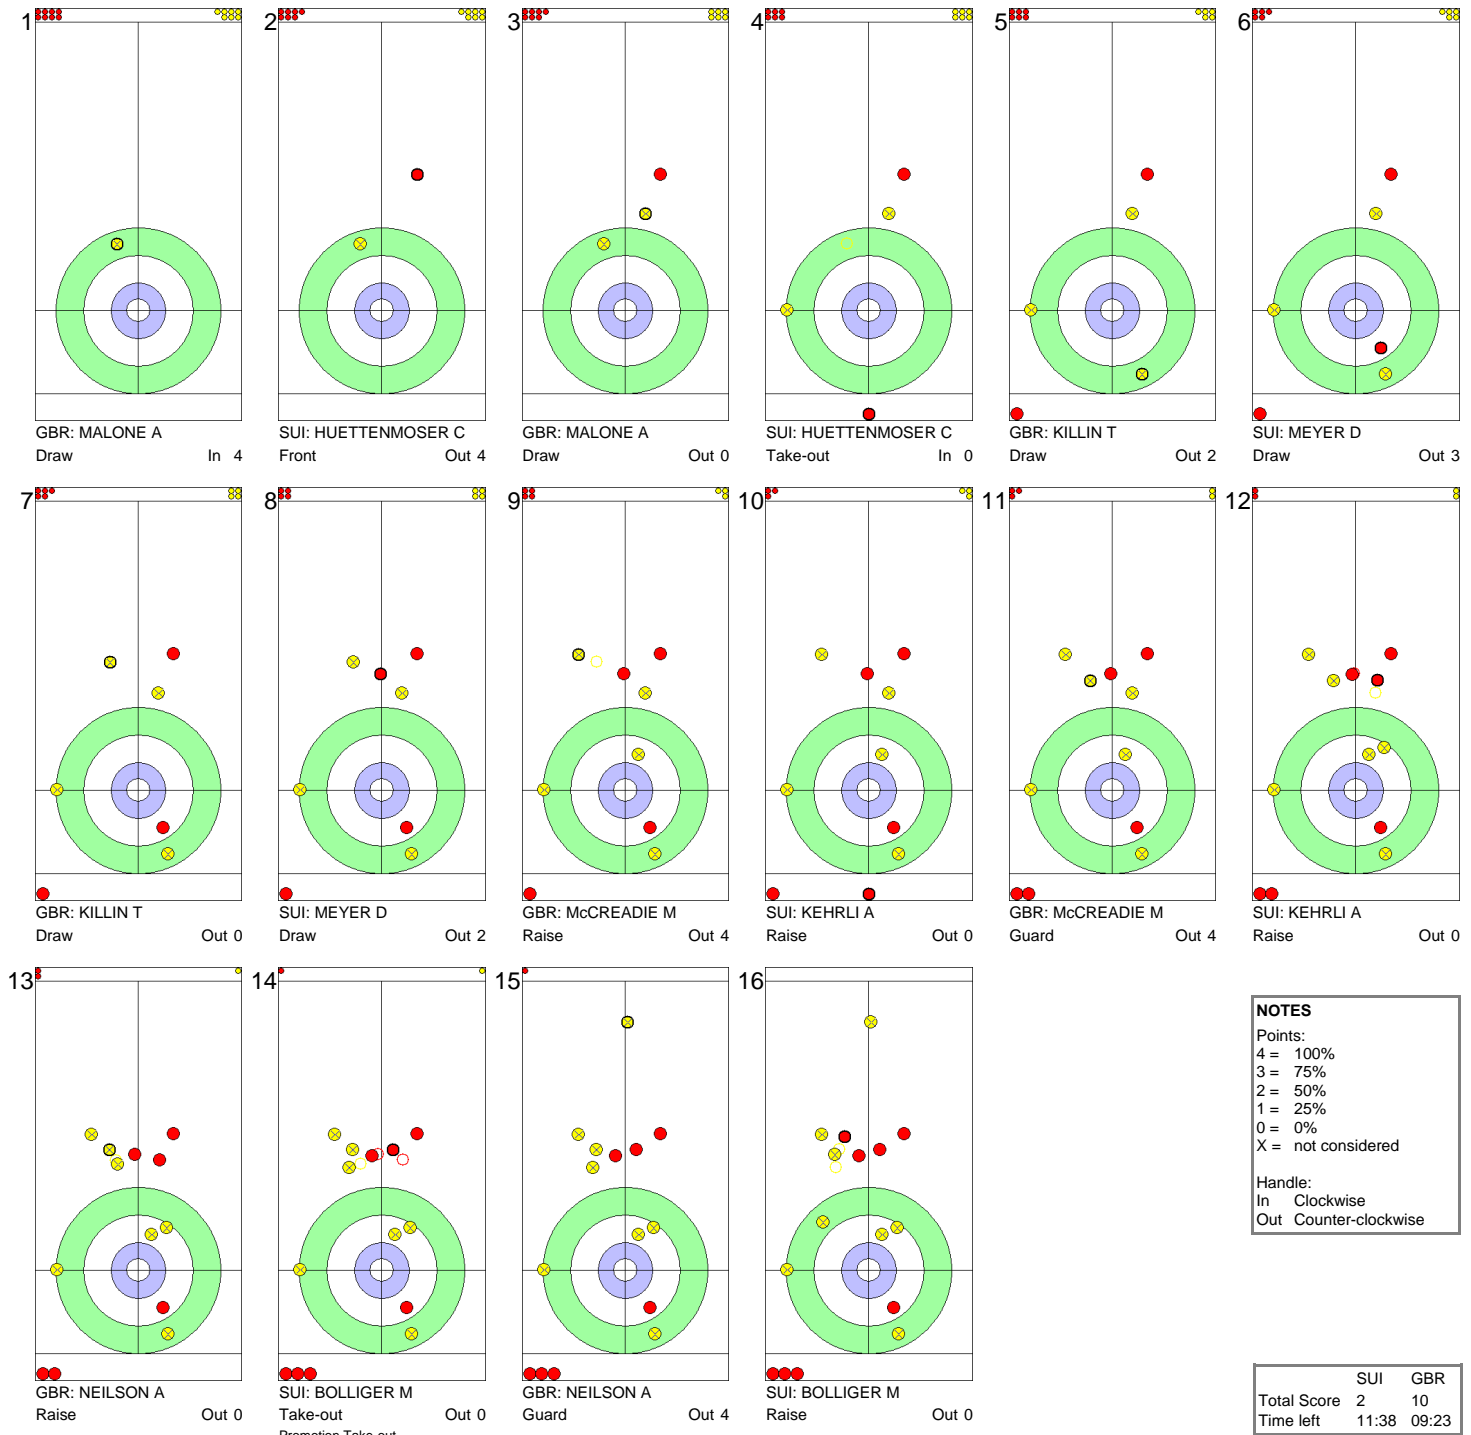 1 2 3 4 5 6
GBR: MALONE A SUI: HUETTENMOSER C GBR: MALONE A SUI: HUETTENMOSER C GBR: KILLIN T SUI: MEYER D
Draw In 4 Front Out 4 Draw Out 0 Take-out In 0 Draw Out 2 Draw Out 3
7 8 9 10 11 12
GBR: KILLIN T SUI: MEYER D GBR: McCREADIE M SUI: KEHRLI A GBR: McCREADIE M SUI: KEHRLI A
Draw Out 0 Draw Out 2 Raise Out 4 Raise Out 0 Guard Out 4 Raise Out 0
13 14 15 16
GBR: NEILSON A SUI: BOLLIGER M GBR: NEILSON A SUI: BOLLIGER M
Raise Out 0 Take-out Out 0 Guard Out 4 Raise Out 0
Promotion Take-out
NOTES
Points:
4 = 100%
3 = 75%
2 = 50%
1 = 25%
0 = 0%
X = not considered
Handle:
In Clockwise
Out Counter-clockwise
SUI GBR
Total Score 2 10
Time left 11:38 09:23